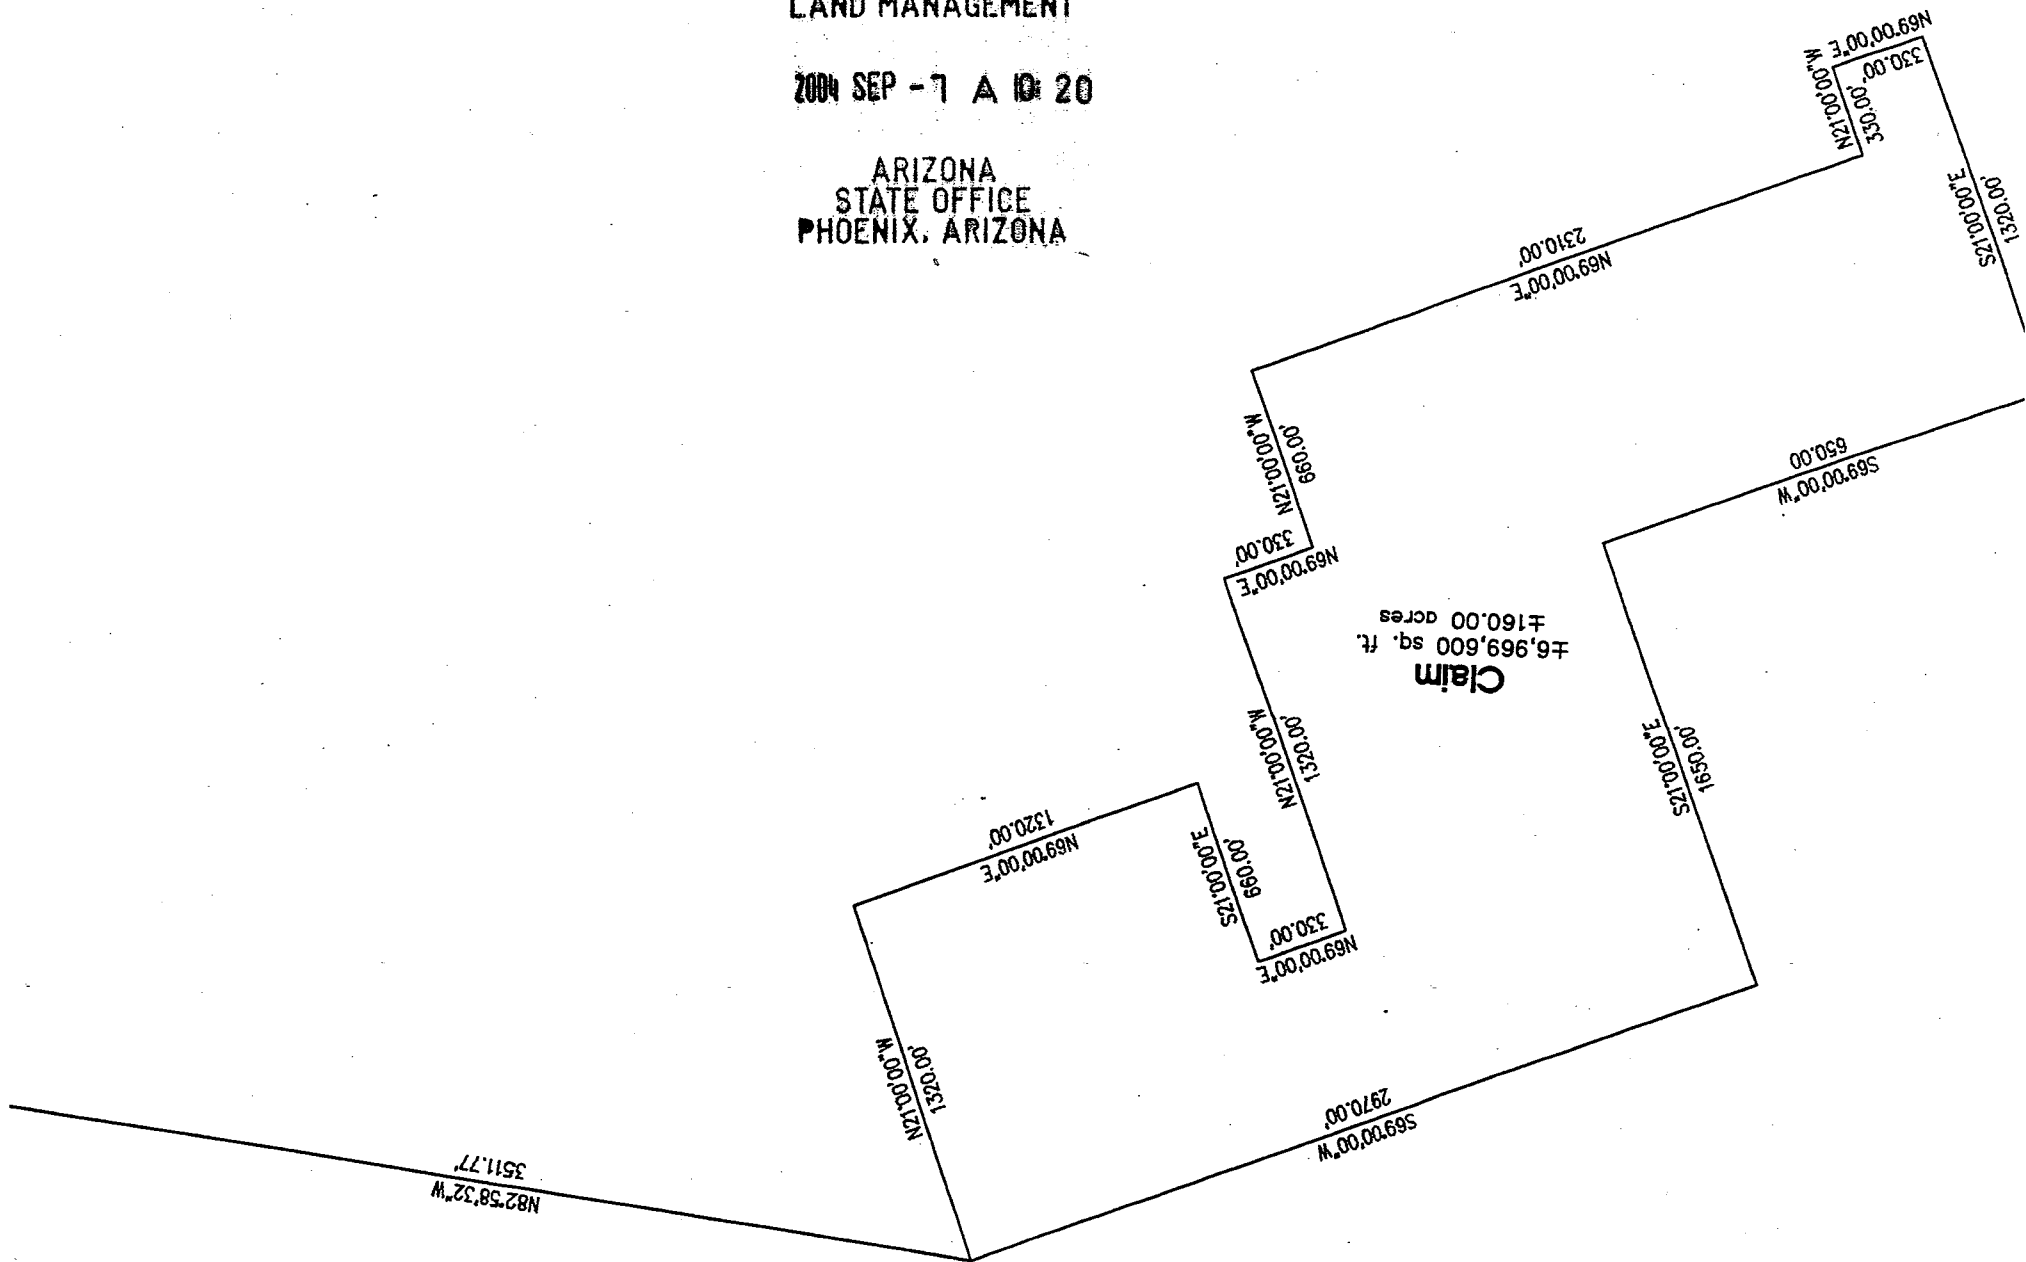 LAND MANAGEMENT
2004 SEP -7 A 10: 20
ARIZONA
STATE OFFICE
PHOENIX, ARIZONA
N69°00'00"E
330.00'
N21°00'00"W
330.00'
S21°00'00"E
1320.00'
2310.00'
N69°00'00"E
N21°00'00"W
660.00'
650.00
S69°00'00"W
330.00'
N69°00'00"E
Claim
±6,969,600 sq. ft.
±160.00 acres
N21°00'00"W
1320.00'
S21°00'00"E
1650.00'
1320.00'
N69°00'00"E
S21°00'00"E
660.00'
330.00'
N69°00'00"E
N21°00'00"W
1320.00'
2970.00'
S69°00'00"W
3511.77'
N82°58'32"W